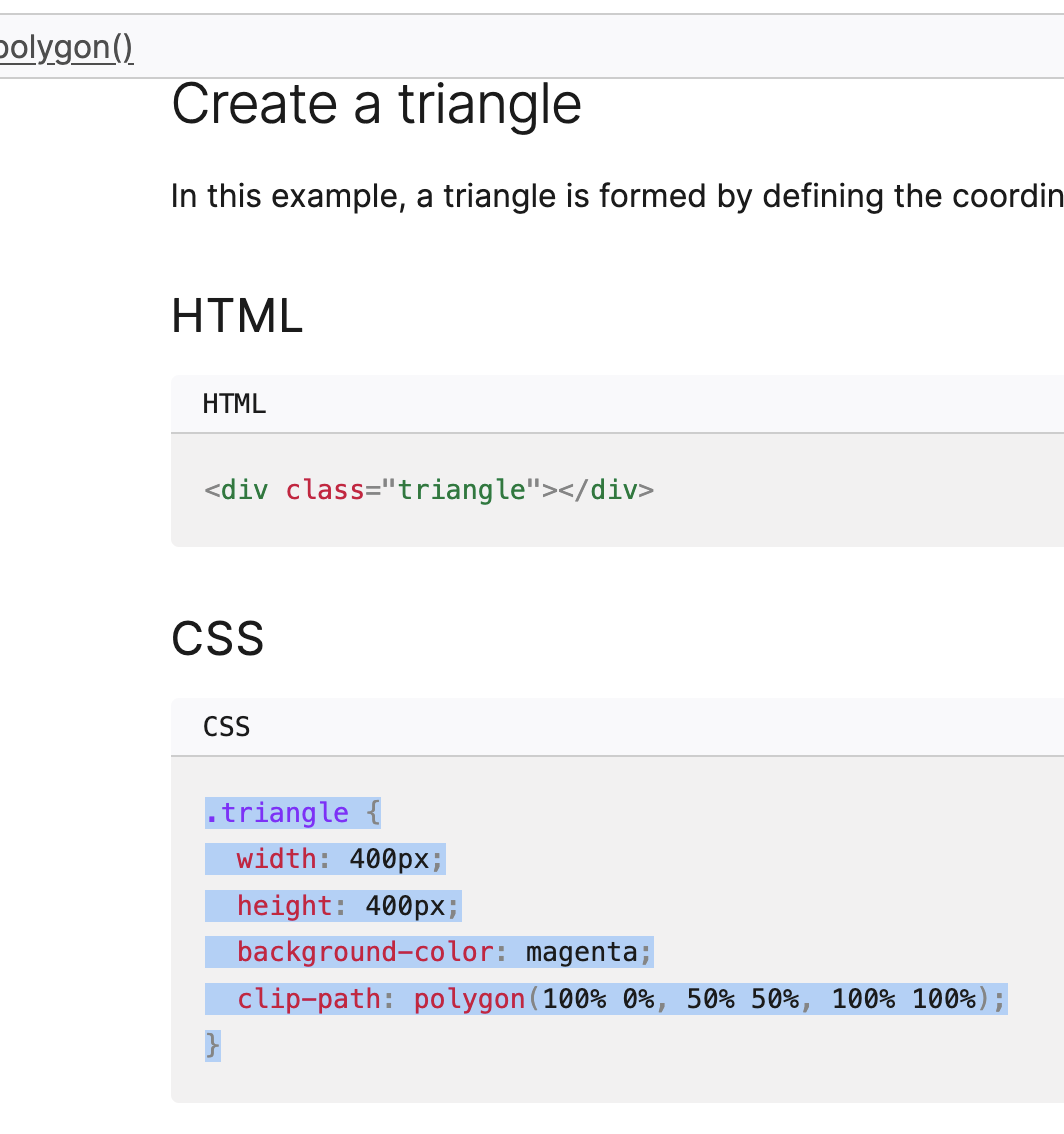 polygon()
Create a triangle
In this example, a triangle is formed by defining the
HTML
HTML
<div class="triangle"></div>
CSS
CSS
.triangle {
  width: 400px;
  height: 400px;
  background-color: magenta;
  clip-path: polygon(100% 0%, 50% 50%, 100% 100%);
}